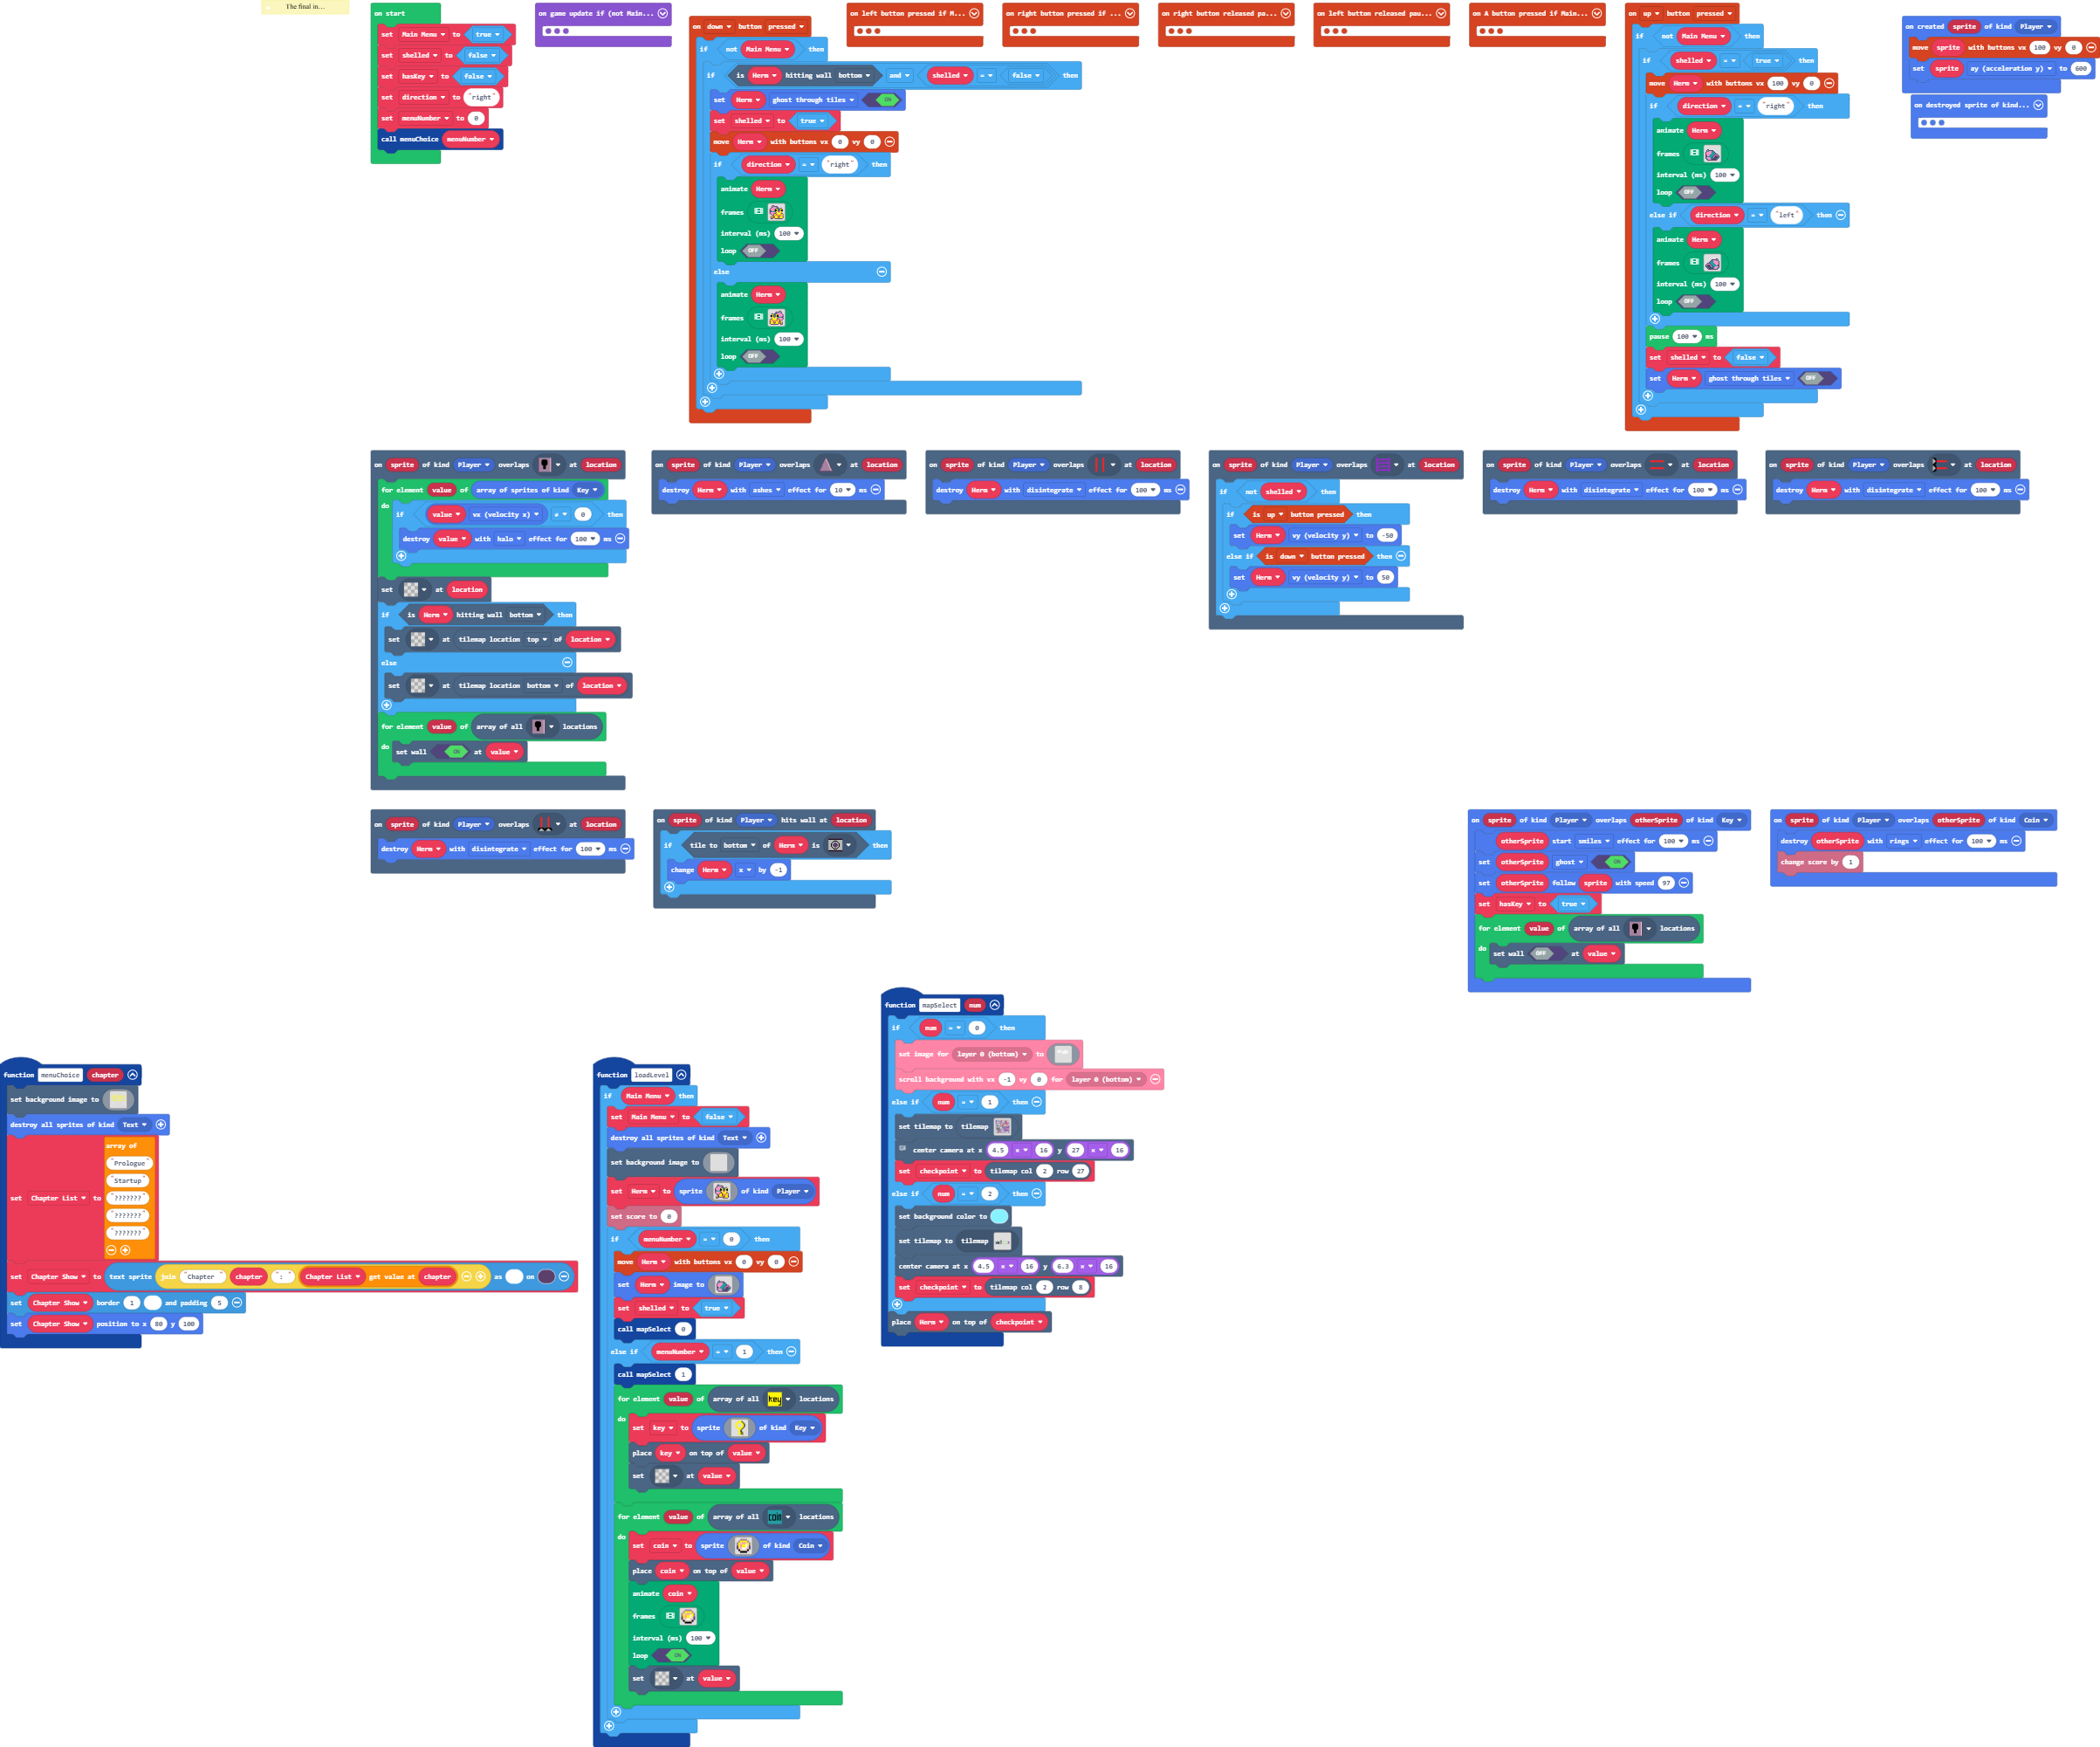 The final in...
on start
set Main Menu to true
set shelled to false
set hasKey to false
set direction to "right"
set menuNumber to 0
call menuChoice menuNumber
on game update if (not Main...
on down button pressed
if not Main Menu then
if is Herm hitting wall bottom and shelled = false then
set Herm ghost through tiles ON
set shelled to true
move Herm with buttons vx 0 vy 0
if direction = "right" then
animate Herm
frames
interval (ms) 100
loop OFF
else
animate Herm
frames
interval (ms) 100
loop OFF
on left button pressed if M...
on right button pressed if ...
on right button released pa...
on left button released pau...
on A button pressed if Main...
on up button pressed
if not Main Menu then
if shelled = true then
move Herm with buttons vx 100 vy 0
if direction = "right" then
animate Herm
frames
interval (ms) 100
loop OFF
else if direction = "left" then
animate Herm
frames
interval (ms) 100
loop OFF
pause 100 ms
set shelled to false
set Herm ghost through tiles OFF
on created sprite of kind Player
move sprite with buttons vx 100 vy 0
set sprite ay (acceleration y) to 600
on destroyed sprite of kind...
on sprite of kind Player overlaps at location
for element value of array of sprites of kind Key
do
if value vx (velocity x) ≠ 0 then
destroy value with halo effect for 100 ms
set at location
if is Herm hitting wall bottom then
set at tilemap location top of location
else
set at tilemap location bottom of location
for element value of array of all locations
do set wall ON at value
on sprite of kind Player overlaps at location
destroy Herm with ashes effect for 10 ms
on sprite of kind Player overlaps at location
destroy Herm with disintegrate effect for 100 ms
on sprite of kind Player overlaps at location
if not shelled then
if is up button pressed then
set Herm vy (velocity y) to -50
else if is down button pressed then
set Herm vy (velocity y) to 50
on sprite of kind Player overlaps at location
destroy Herm with disintegrate effect for 100 ms
on sprite of kind Player overlaps at location
destroy Herm with disintegrate effect for 100 ms
on sprite of kind Player overlaps at location
destroy Herm with disintegrate effect for 100 ms
on sprite of kind Player hits wall at location
if tile to bottom of Herm is then
change Herm x by -1
on sprite of kind Player overlaps otherSprite of kind Key
otherSprite start smiles effect for 100 ms
set otherSprite ghost ON
set otherSprite follow sprite with speed 97
set hasKey to true
for element value of array of all locations
do set wall OFF at value
on sprite of kind Player overlaps otherSprite of kind Coin
destroy otherSprite with rings effect for 100 ms
change score by 1
function menuChoice chapter
set background image to
destroy all sprites of kind Text
array of
"Prologue"
"Startup"
set Chapter List to "???????"
"???????"
"???????"
set Chapter Show to text sprite join "Chapter " chapter ":" Chapter List get value at chapter as on
set Chapter Show border 1 and padding 5
set Chapter Show position to x 80 y 100
function loadLevel
if Main Menu then
set Main Menu to false
destroy all sprites of kind Text
set background image to
set Herm to sprite of kind Player
set score to 0
if menuNumber = 0 then
move Herm with buttons vx 0 vy 0
set Herm image to
set shelled to true
call mapSelect 0
else if menuNumber = 1 then
call mapSelect 1
for element value of array of all key locations
do
set key to sprite of kind Key
place key on top of value
set at value
for element value of array of all coin locations
do
set coin to sprite of kind Coin
place coin on top of value
animate coin
frames
interval (ms) 100
loop ON
set at value
function mapSelect num
if num = 0 then
set image for layer 0 (bottom) to
scroll background with vx -1 vy 0 for layer 0 (bottom)
else if num = 1 then
set tilemap to tilemap
center camera at x 4.5 x 16 y 27 x 16
set checkpoint to tilemap col 2 row 27
else if num = 2 then
set background color to
set tilemap to tilemap
center camera at x 4.5 x 16 y 6.3 x 16
set checkpoint to tilemap col 2 row 8
place Herm on top of checkpoint